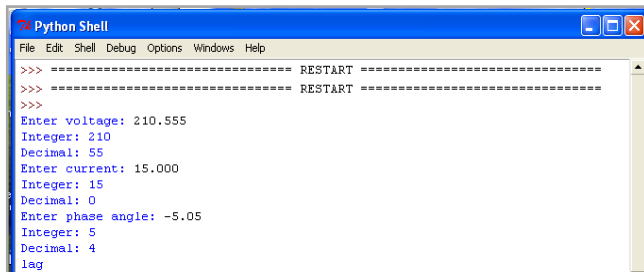 Python Shell
File Edit Shell Debug Options Windows Help
>>> ================================ RESTART ================================
>>> ================================ RESTART ================================
>>>
Enter voltage: 210.555
Integer: 210
Decimal: 55
Enter current: 15.000
Integer: 15
Decimal: 0
Enter phase angle: -5.05
Integer: 5
Decimal: 4
lag